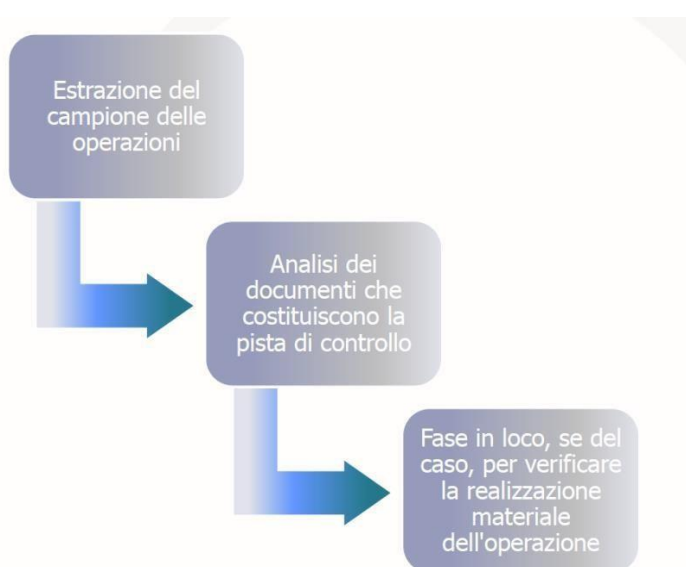 Estrazione del
campione delle
operazioni
Analisi dei
documenti che
costituiscono la
pista di controllo
Fase in loco, se del
caso, per verificare
la realizzazione
materiale
dell'operazione